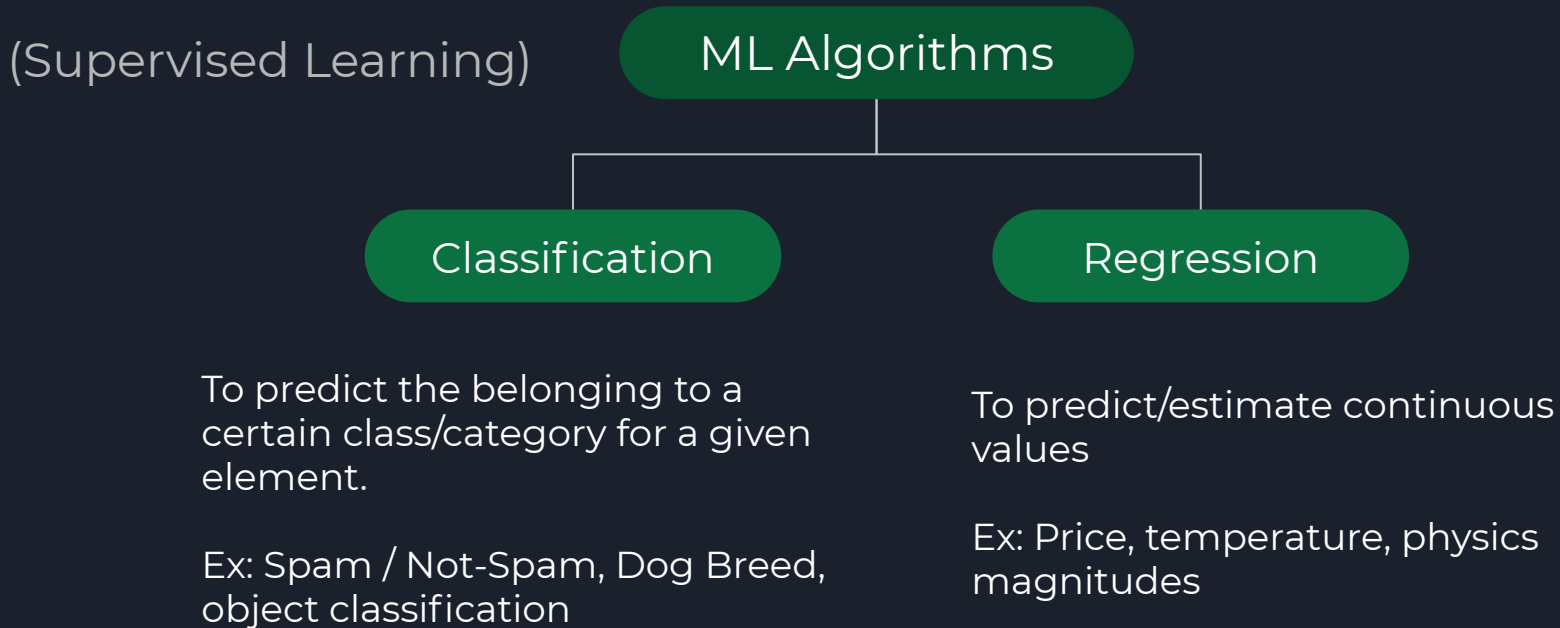 (Supervised Learning)
ML Algorithms
Classification
Regression
To predict the belonging to a
certain class/category for a given
element.
Ex: Spam / Not-Spam, Dog Breed,
object classification
To predict/estimate continuous
values
Ex: Price, temperature, physics
magnitudes